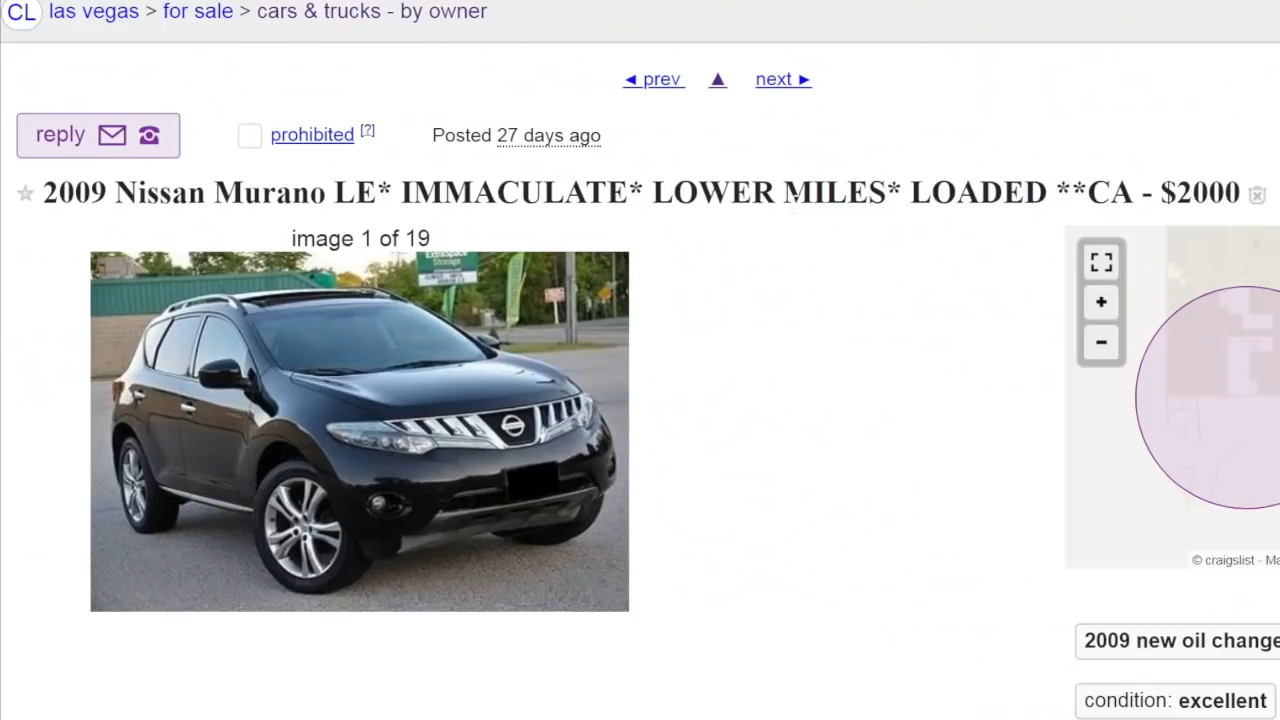 CL las vegas > for sale > cars & trucks - by owner
◄ prev ▲ next ►
reply prohibited [?] Posted 27 days ago
2009 Nissan Murano LE* IMMACULATE* LOWER MILES* LOADED **CA - $2000
image 1 of 19
+
-
© craigslist - Ma
2009 new oil change
condition: excellent